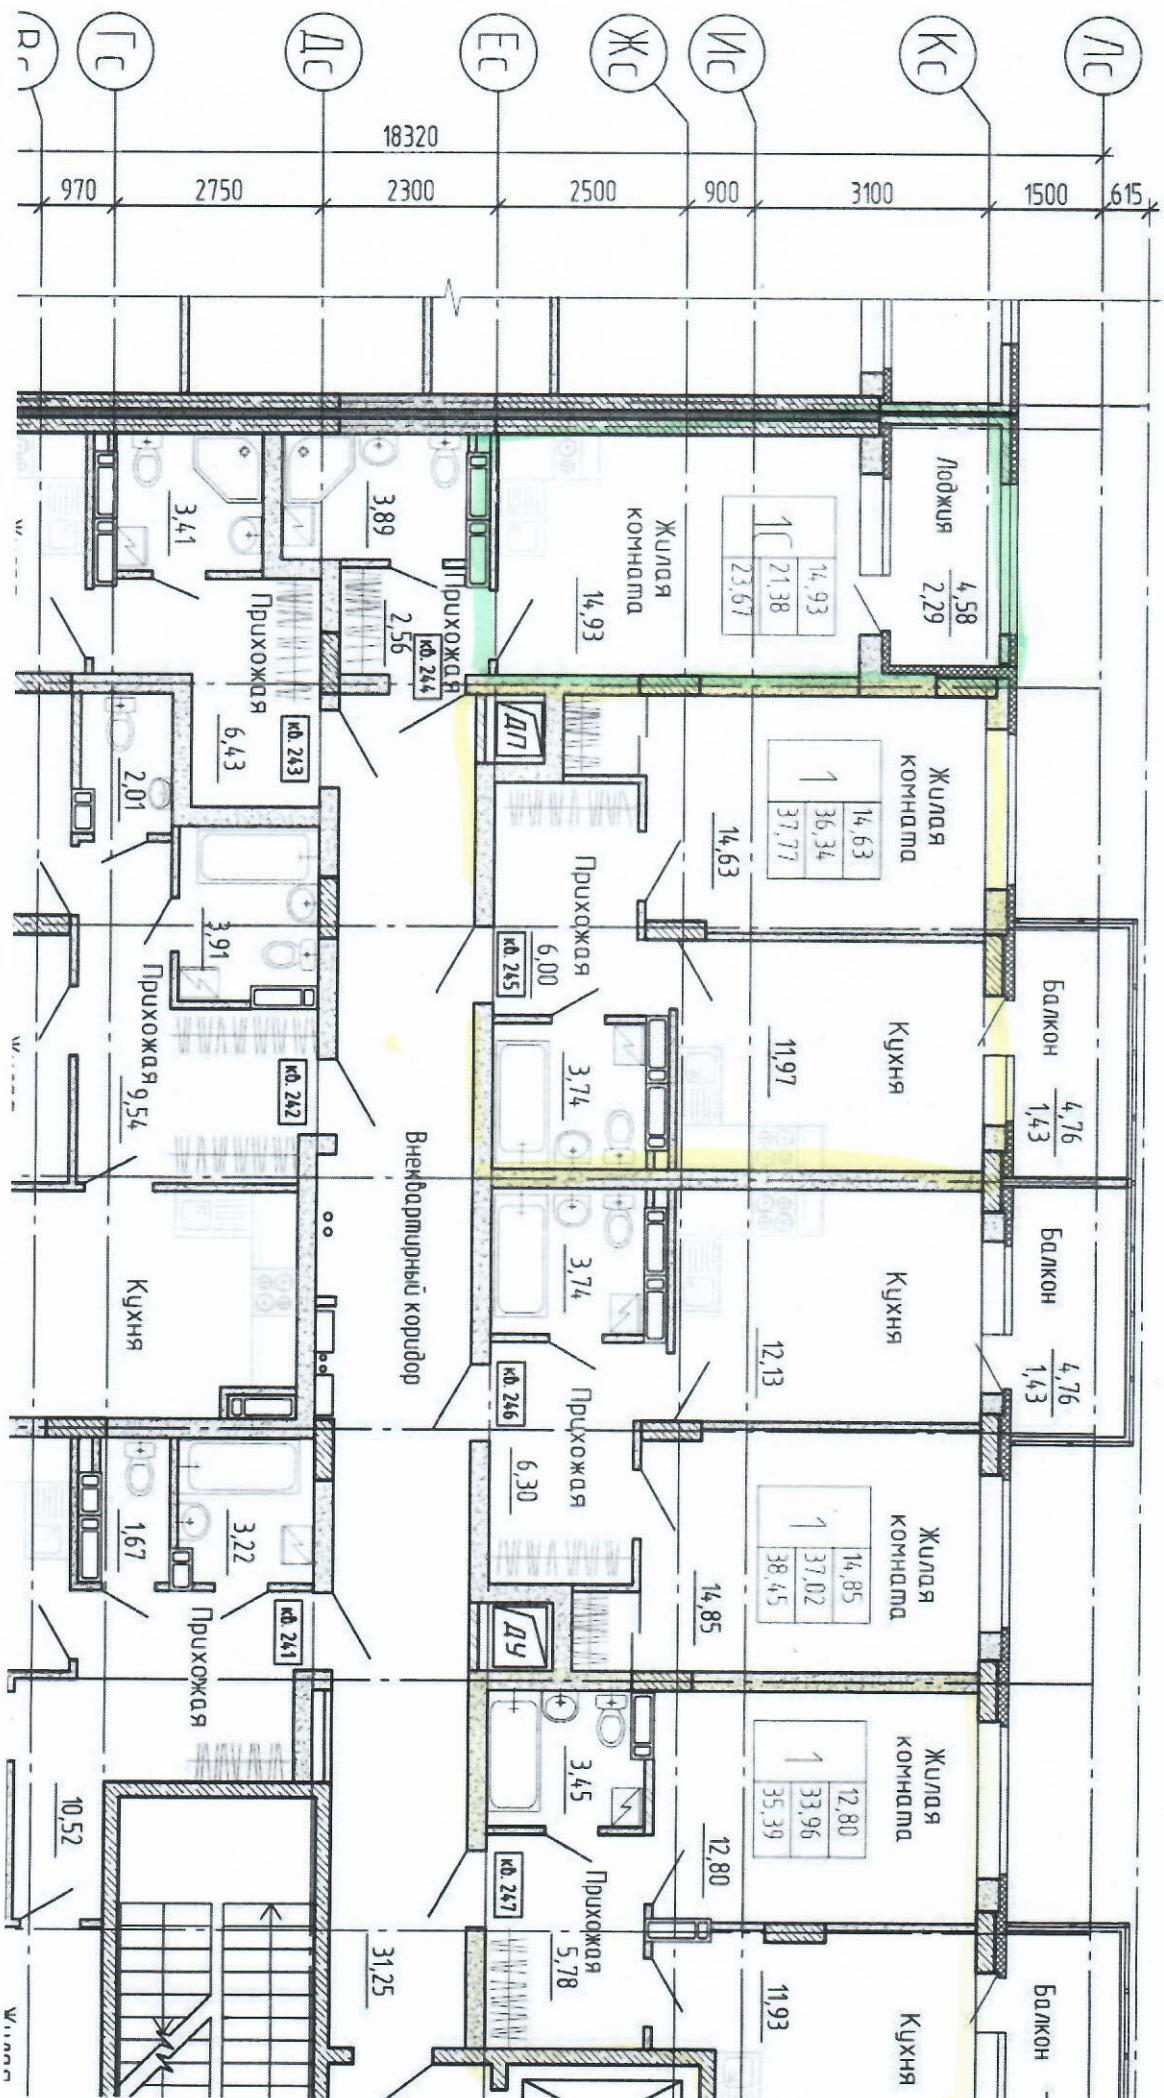 Гс
Дс
Ес
Жс
Ис
Кс
Лс
18320
970
2750
2300
2500
900
3100
1500
615
Лоджия
4,58
2,29
Жилая
комната
14,93
1С
14,93
21,38
23,67
3,89
Прихожая
2,56
кв. 244
3,41
Прихожая
6,43
кв. 243
ДП
Жилая
комната
1
14,63
36,34
37,77
14,63
Прихожая
6,00
кв. 245
2,01
3,91
Прихожая
9,54
кв. 242
Балкон
4,76
1,43
Кухня
11,97
3,74
Внеквартирный коридор
Балкон
4,76
1,43
Кухня
12,13
3,74
Кухня
кв. 246
Прихожая
6,30
Жилая
комната
1
14,85
37,02
38,45
14,85
ДУ
1,67
3,22
кв. 241
Прихожая
10,52
Жилая
комната
1
12,80
33,96
35,39
12,80
3,45
кв. 247
Прихожая
5,78
31,25
11,93
Кухня
Балкон